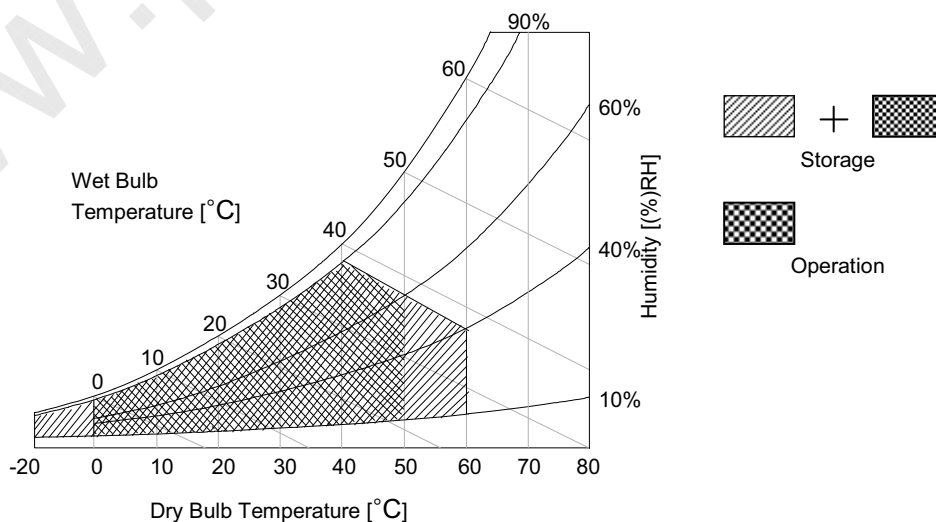 90%
60
60%
50
Storage
Wet Bulb
Temperature [°C]
40
Humidity [(%)RH]
40%
Operation
30
20
10
0
10%
-20 0 10 20 30 40 50 60 70 80
Dry Bulb Temperature [°C]